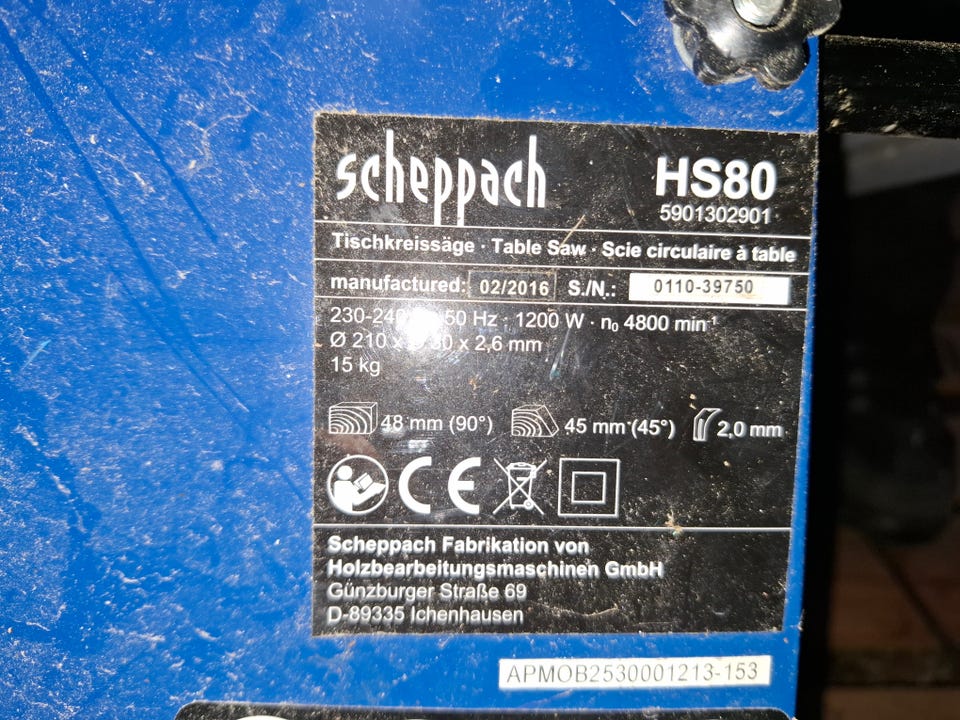 scheppach
HS80
5901302901
Tischkreissäge · Table Saw · Scie circulaire à table
manufactured: 02/2016 S./N.: 0110-39750
50 Hz · 1200 W · n₀ 4800 min⁻¹
Ø 210 x x 2,6 mm
15 kg
48 mm (90°) 45 mm (45°) 2,0 mm
CE
Scheppach Fabrikation von
Holzbearbeitungsmaschinen GmbH
Günzburger Straße 69
D-89335 Ichenhausen
APMOB2530001213-153